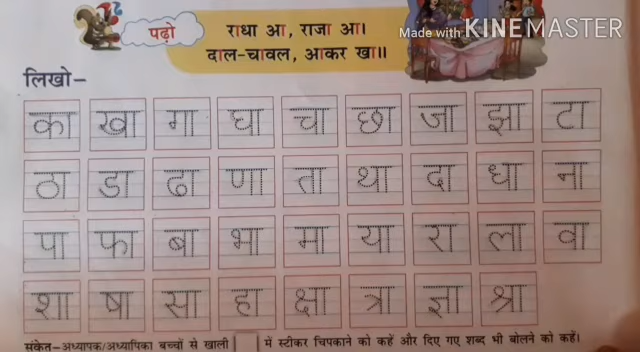 पढ़ो
राधा आ, राजा आ।
दाल-चावल, आकर खा॥
Made with KINEMASTER
लिखो–
का खा गा घा चा छा जा झा टा
ठा डा ढा णा ता था दा धा ना
पा फा बा भा मा या रा ला वा
शा षा सा हा क्षा त्रा ज्ञा श्रा
संकेत–अध्यापक/अध्यापिका बच्चों से खाली में स्टीकर चिपकाने को कहें और दिए गए शब्द भी बोलने को कहें।